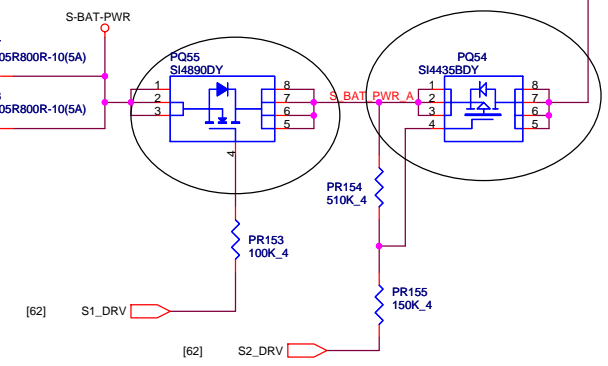 S-BAT-PWR
05R800R-10(5A)
05R800R-10(5A)
PQ55
SI4890DY
1
2
3
4
8
7
6
5
S_BAT_PWR_A
PQ54
SI4435BDY
1
2
3
4
8
7
6
5
PR154
510K_4
PR153
100K_4
PR155
150K_4
[62]
S1_DRV
[62]
S2_DRV